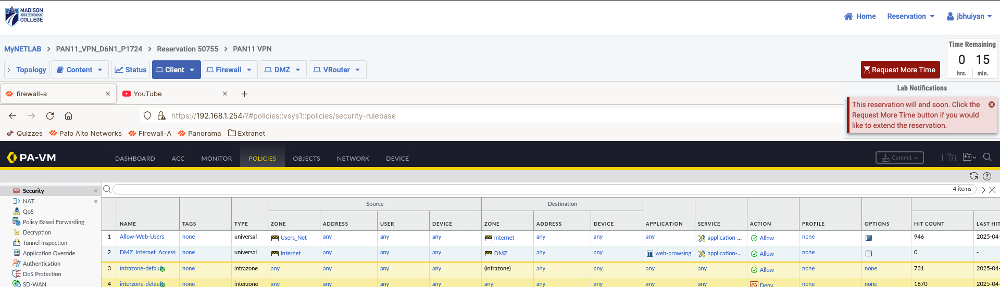 MADISON
AREA | TECHNICAL
COLLEGE
Home Reservation jbhuiyan
MyNETLAB > PAN11_VPN_D6N1_P1724 > Reservation 50755 > PAN11 VPN
Time Remaining
0 15
hrs. min.
Topology Content Status Client Firewall DMZ VRouter
Request More Time
Lab Notifications
This reservation will end soon. Click the
Request More Time button if you would
like to extend the reservation.
firewall-a YouTube
https://192.168.1.254/?#policies::vsys1::policies/security-rulebase
Quizzes Palo Alto Networks Firewall-A Panorama Extranet
PA-VM DASHBOARD ACC MONITOR POLICIES OBJECTS NETWORK DEVICE Commit
4 items
Security
NAT
QoS
Policy Based Forwarding
Decryption
Tunnel Inspection
Application Override
Authentication
DoS Protection
SD-WAN
Source Destination
NAME TAGS TYPE ZONE ADDRESS USER DEVICE ZONE ADDRESS DEVICE APPLICATION SERVICE ACTION PROFILE OPTIONS HIT COUNT LAST HIT
1 Allow-Web-Users none universal Users_Net any any any Internet any any any application-... Allow none 946 2025-04-
2 DMZ_Internet_Access none universal Internet any any any DMZ any any web-browsing application-... Allow none 0 -
3 intrazone-default none intrazone any any any any (intrazone) any any any any Allow none none 731 2025-04-
4 interzone-default none interzone any any any any any any any any any Deny none none 1870 2025-04-